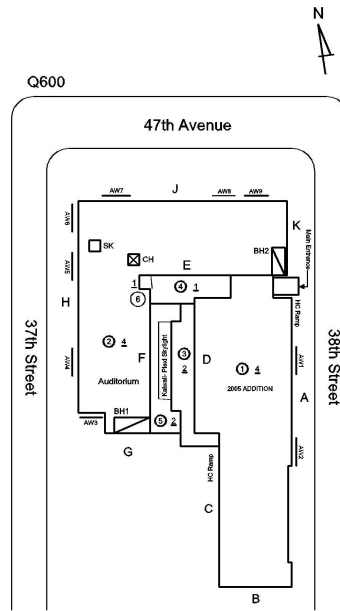 N
Q600
47th Avenue
AW7
J
AW8
AW9
AW6
K
SK
CH
BH2
Main Entrance
E
AW5
1
4 1
6
H
HC Ramp
37th Street
38th Street
2 4
F
3
2
D
Kalwall- Plast Skylight
AW4
1 4
AW1
Auditorium
2005 ADDITION
A
BH1
AW3
5 2
G
HC Ramp
AW2
C
B